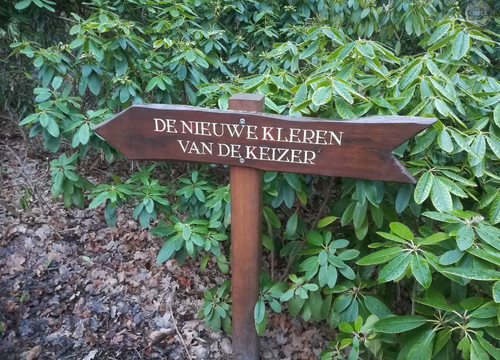 DE NIEUWE KLEREN
VAN DE KEIZER